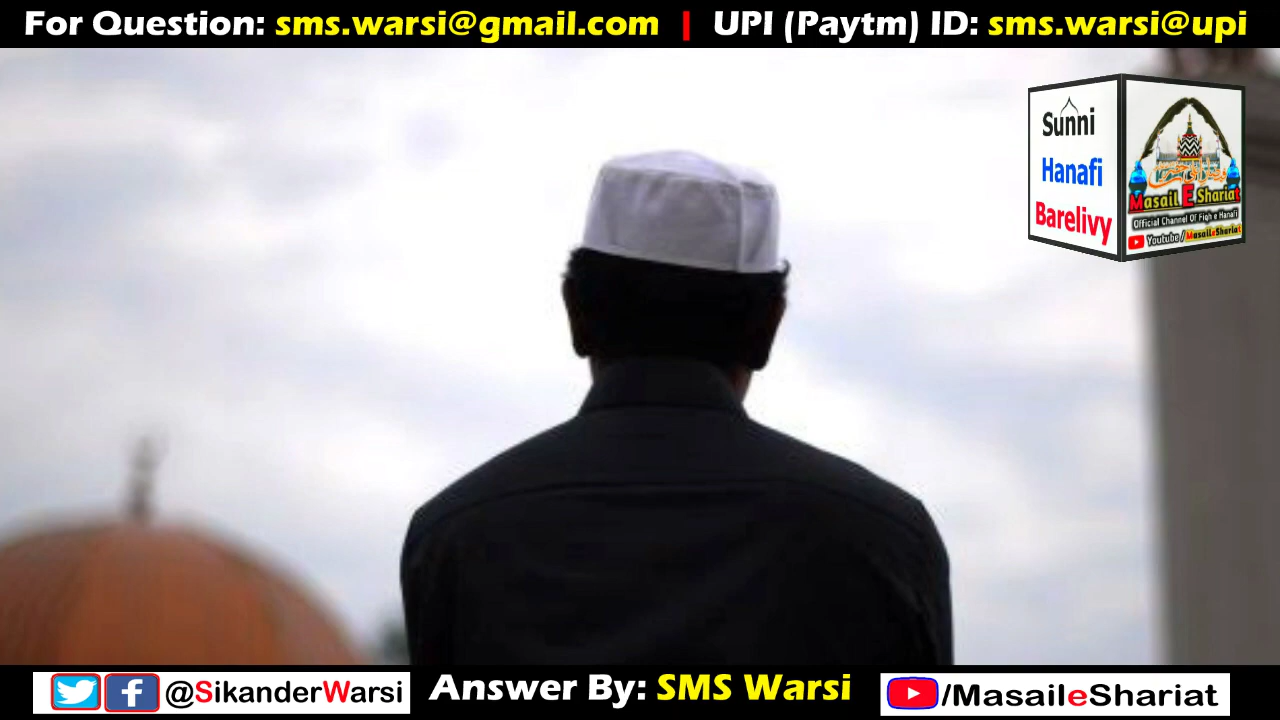 For Question: sms.warsi@gmail.com | UPI (Paytm) ID: sms.warsi@upi
Sunni
Hanafi
Barelivy
Masail E Shariat
Official Channel Of Fiqh e Hanafi
Youtube/MasaileShariat
@SikanderWarsi
Answer By: SMS Warsi
/MasaileShariat